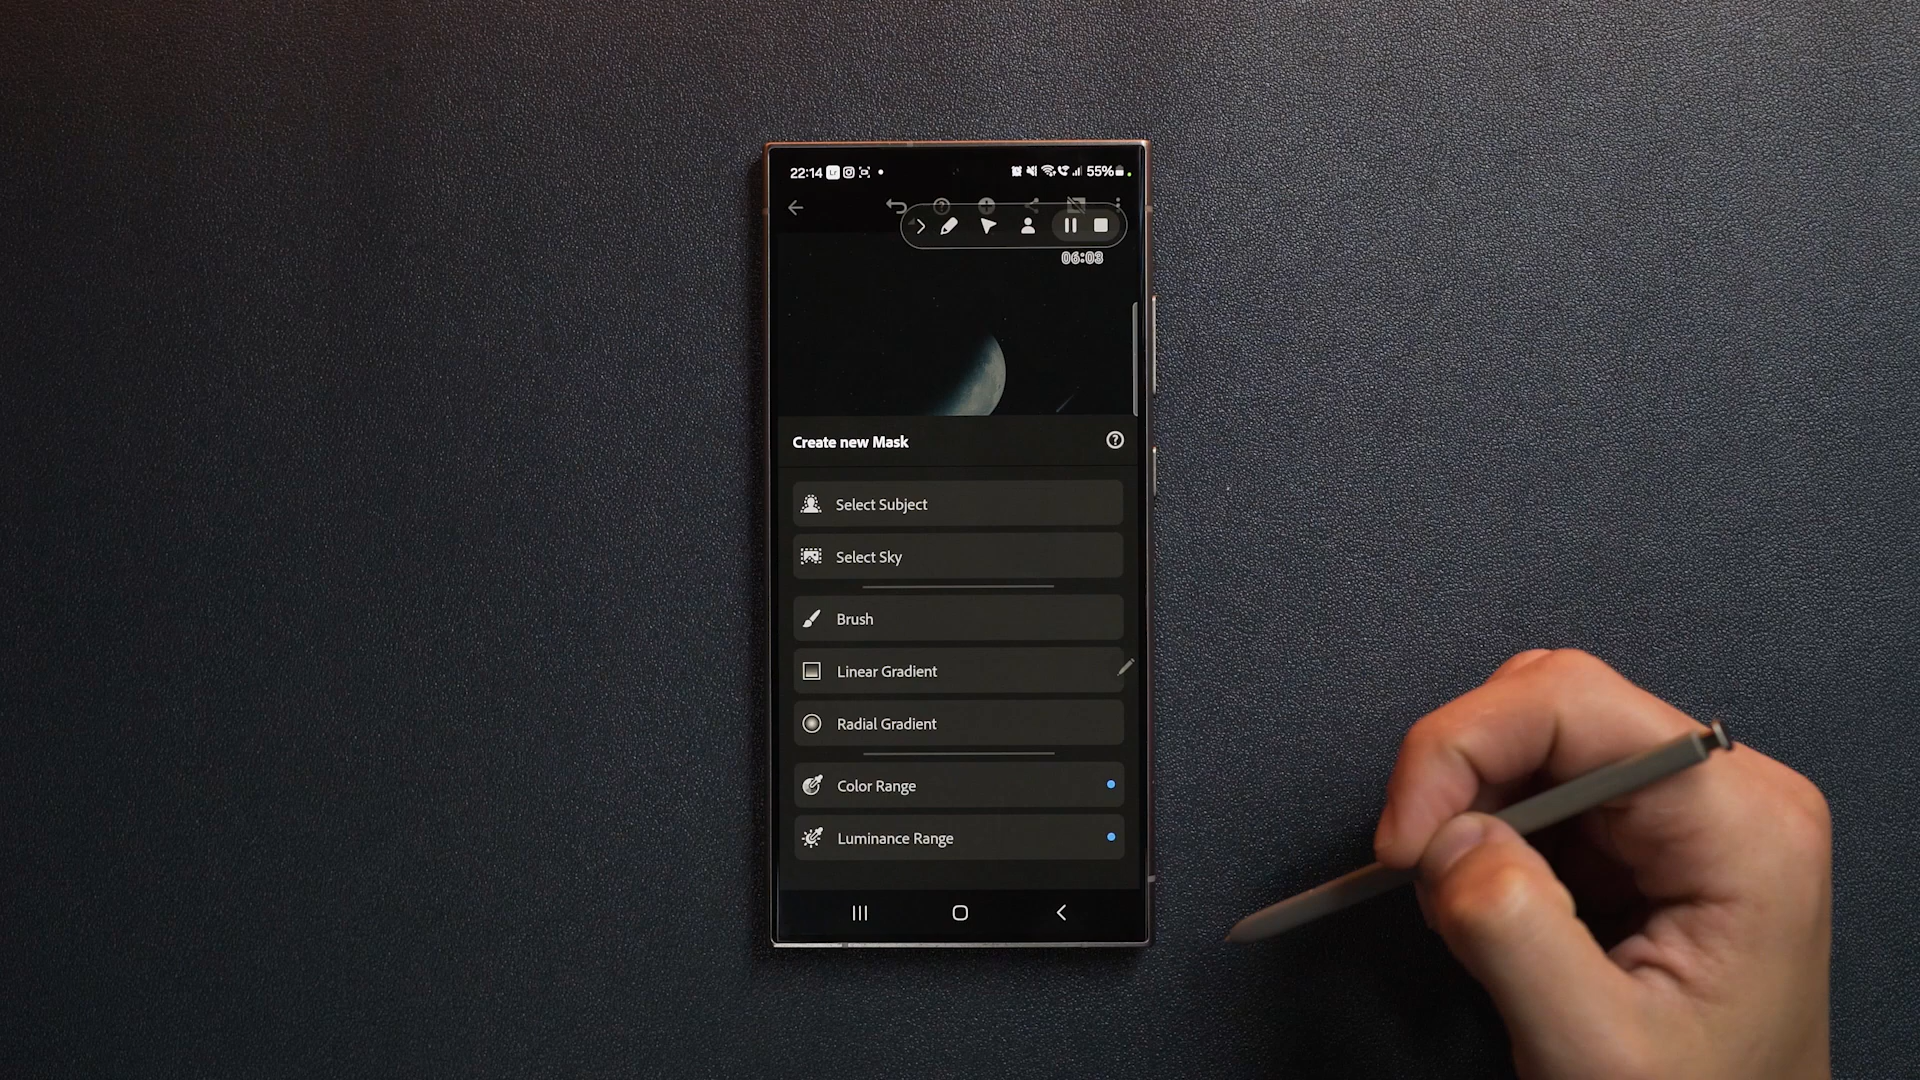 22:14 Lr 55%
06:03
Create new Mask
Select Subject
Select Sky
Brush
Linear Gradient
Radial Gradient
Color Range
Luminance Range